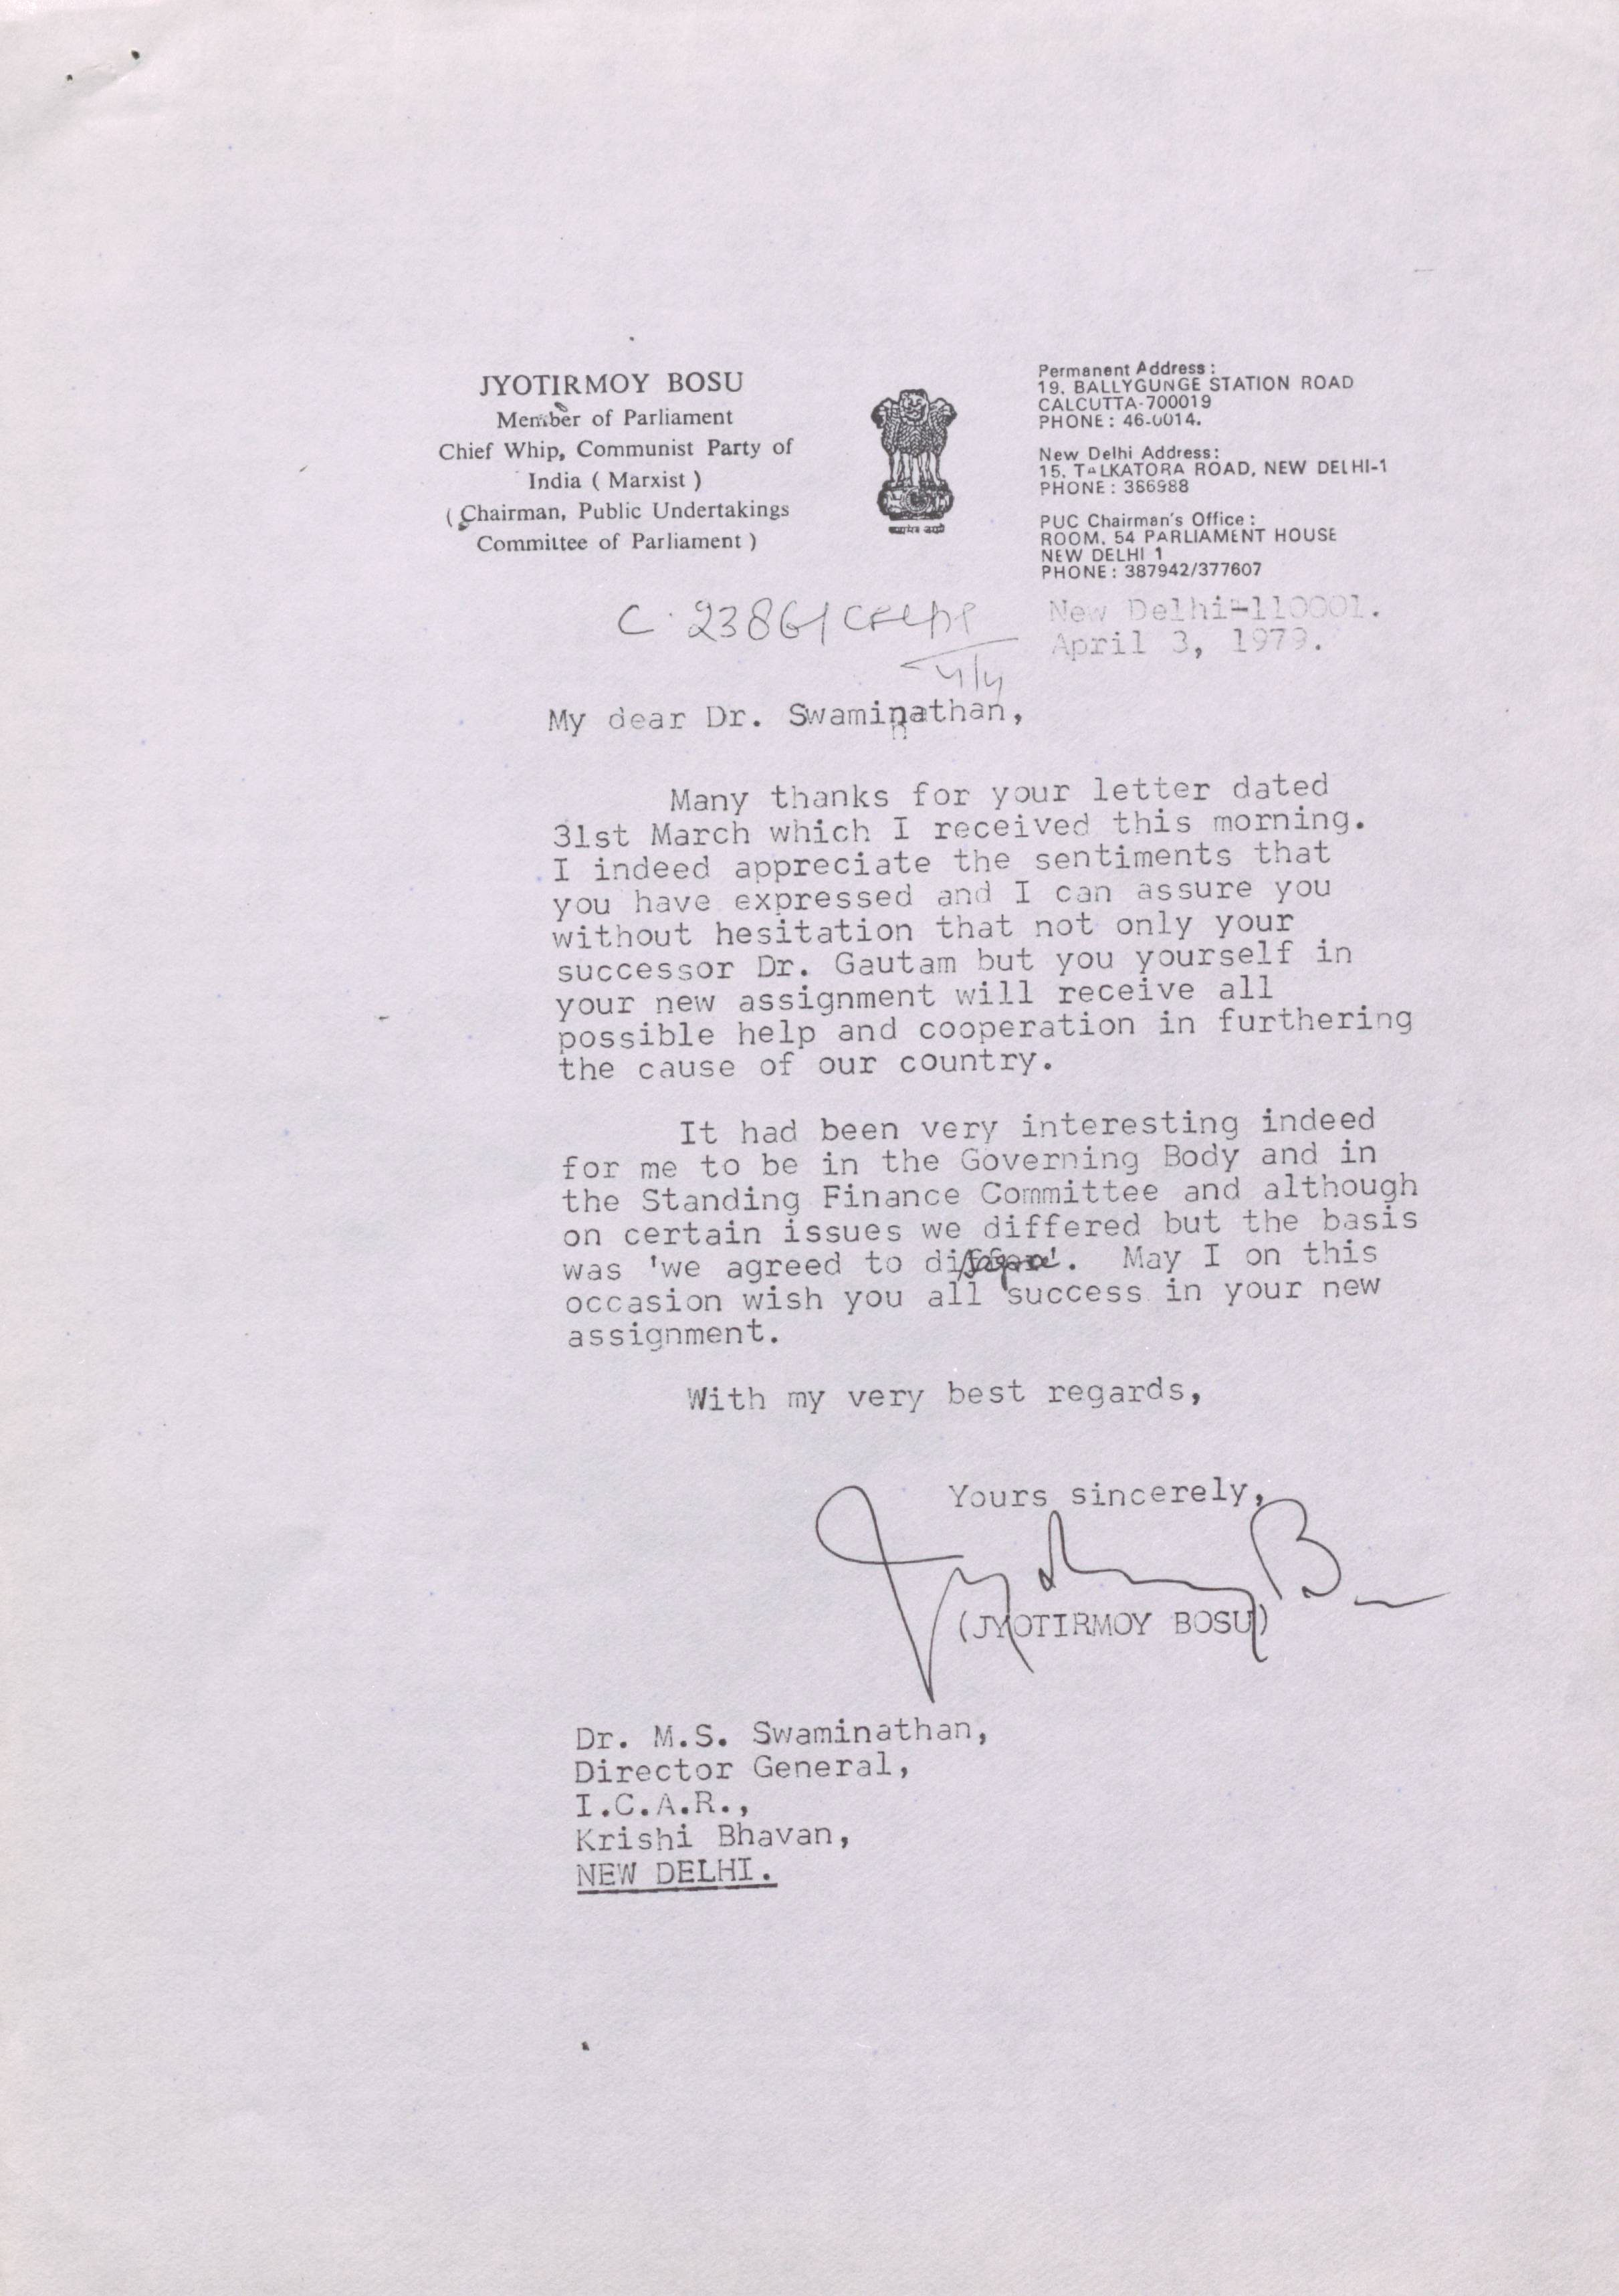 JYOTIRMOY BOSU
Member of Parliament
Chief Whip, Communist Party of
India ( Marxist )
( Chairman, Public Undertakings
Committee of Parliament )
Permanent Address :
19, BALLYGUNGE STATION ROAD
CALCUTTA-700019
PHONE : 46-0014.
New Delhi Address:
15, TALKATORA ROAD, NEW DELHI-1
PHONE : 386988
PUC Chairman's Office :
ROOM, 54 PARLIAMENT HOUSE
NEW DELHI 1
PHONE : 387942/377607
New Delhi-110001.
April 3, 1979.
4/4
My dear Dr. Swaminathan,
Many thanks for your letter dated
31st March which I received this morning.
I indeed appreciate the sentiments that
you have expressed and I can assure you
without hesitation that not only your
successor Dr. Gautam but you yourself in
your new assignment will receive all
possible help and cooperation in furthering
the cause of our country.
It had been very interesting indeed
for me to be in the Governing Body and in
the Standing Finance Committee and although
on certain issues we differed but the basis
was 'we agreed to disagree'. May I on this
occasion wish you all success in your new
assignment.
With my very best regards,
Yours sincerely,
(JYOTIRMOY BOSU)
Dr. M.S. Swaminathan,
Director General,
I.C.A.R.,
Krishi Bhavan,
NEW DELHI.